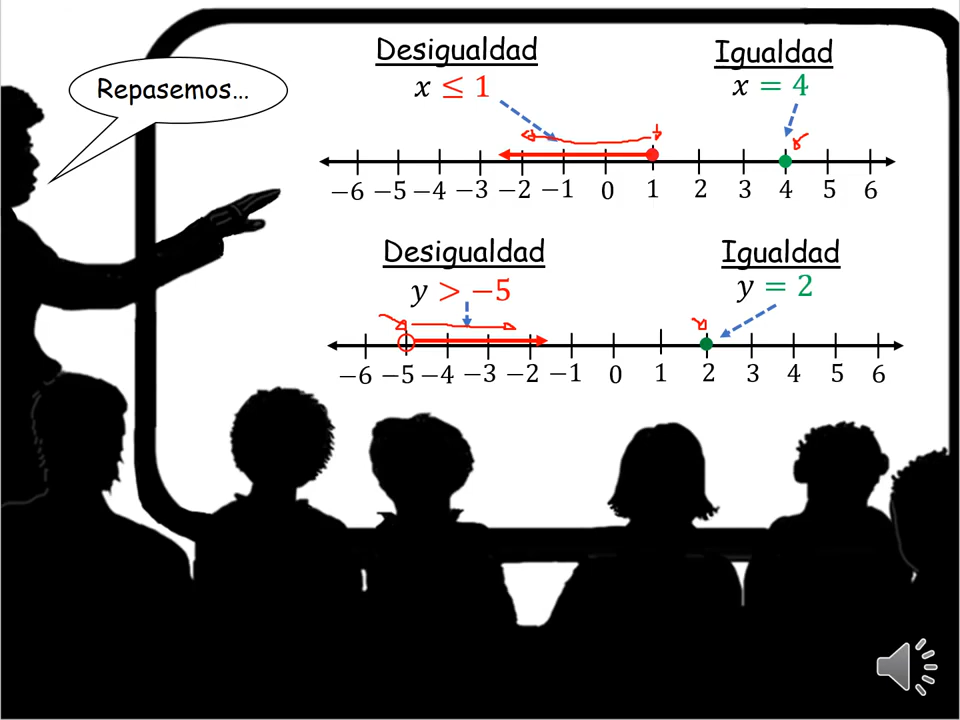 Repasemos...
Desigualdad
x ≤ 1
Igualdad
x = 4
−6 −5 −4 −3 −2 −1 0 1 2 3 4 5 6
Desigualdad
y > −5
Igualdad
y = 2
−6 −5 −4 −3 −2 −1 0 1 2 3 4 5 6